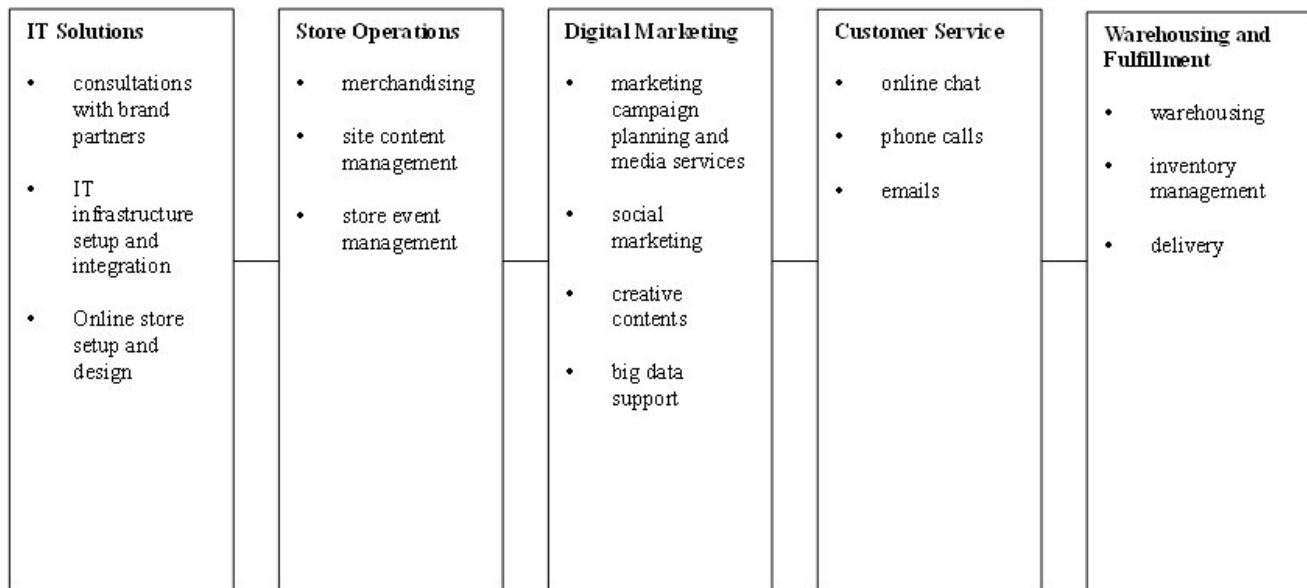 IT Solutions
• consultations
with brand
partners
• IT
infrastructure
setup and
integration
• Online store
setup and
design
Store Operations
• merchandising
• site content
management
• store event
management
Digital Marketing
• marketing
campaign
planning and
media services
• social
marketing
• creative
contents
• big data
support
Customer Service
• online chat
• phone calls
• emails
Warehousing and
Fulfillment
• warehousing
• inventory
management
• delivery